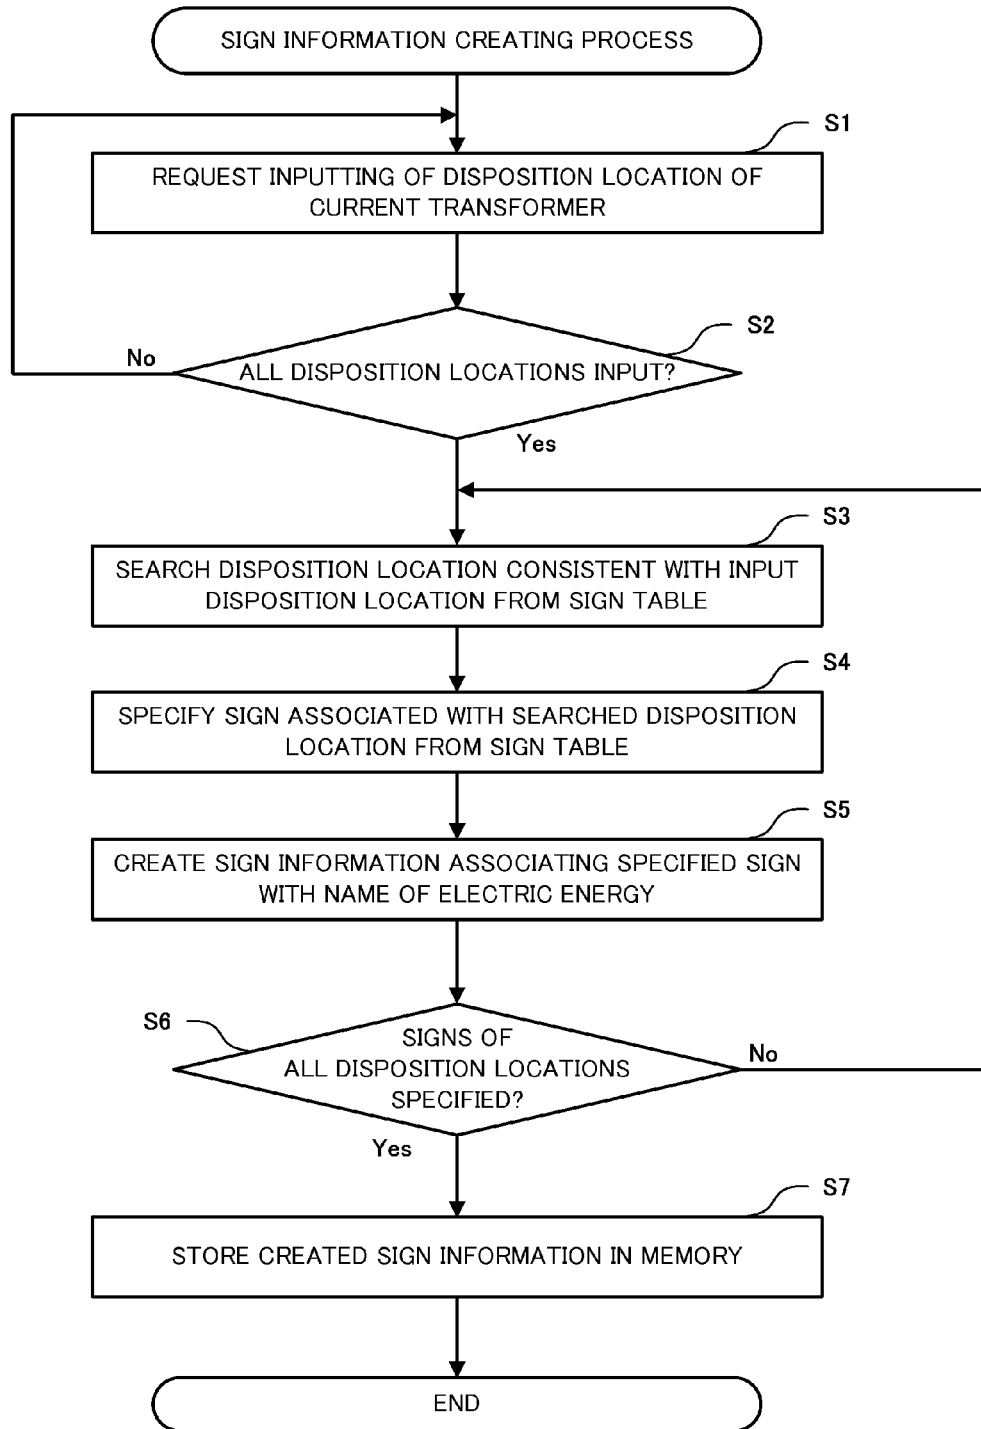 SIGN INFORMATION CREATING PROCESS
S1
REQUEST INPUTTING OF DISPOSITION LOCATION OF
CURRENT TRANSFORMER
S2
No
ALL DISPOSITION LOCATIONS INPUT?
Yes
S3
SEARCH DISPOSITION LOCATION CONSISTENT WITH INPUT
DISPOSITION LOCATION FROM SIGN TABLE
S4
SPECIFY SIGN ASSOCIATED WITH SEARCHED DISPOSITION
LOCATION FROM SIGN TABLE
S5
CREATE SIGN INFORMATION ASSOCIATING SPECIFIED SIGN
WITH NAME OF ELECTRIC ENERGY
S6
SIGNS OF
ALL DISPOSITION LOCATIONS
SPECIFIED?
No
Yes
S7
STORE CREATED SIGN INFORMATION IN MEMORY
END